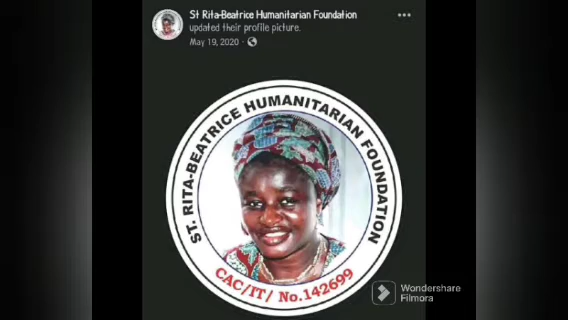 St Rita-Beatrice Humanitarian Foundation
updated their profile picture.
May 19, 2020 ·
ST. RITA-BEATRICE HUMANITARIAN FOUNDATION
CAC/IT/ No.142699
Wondershare
Filmora